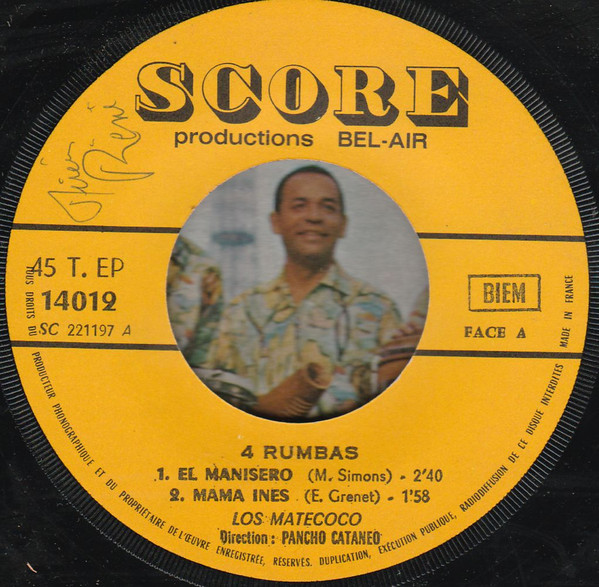 SCORE
productions BEL-AIR
45 T. EP
14012
SC 221197 A
BIEM
FACE A
MADE IN FRANCE
4 RUMBAS
1. EL MANISERO (M. Simons) - 2'40
2. MAMA INES (E. Grenet) - 1'58
LOS MATECOCO
Direction : PANCHO CATANEO
TOUS DROITS DU PRODUCTEUR PHONOGRAPHIQUE ET DU PROPRIETAIRE DE L'ŒUVRE ENREGISTRÉE, RÉSERVÉS. DUPLICATION, EXÉCUTION PUBLIQUE, RADIODIFFUSION DE CE DISQUE INTERDITES